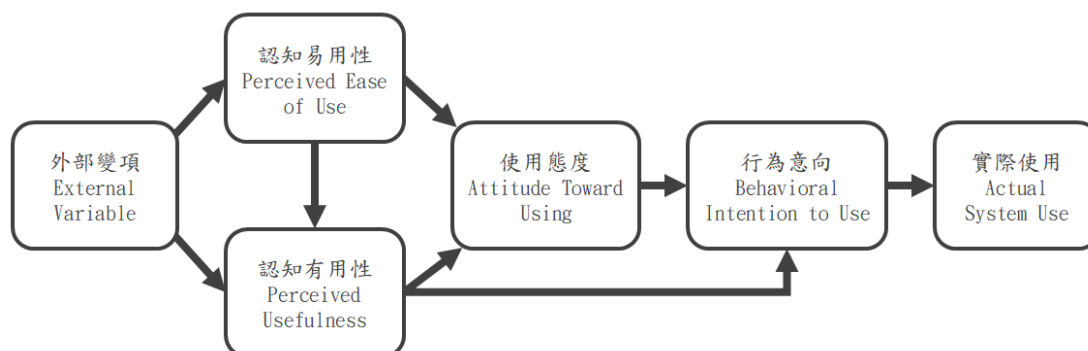 認知易用性
Perceived Ease
of Use
外部變項
External
Variable
使用態度
Attitude Toward
Using
行為意向
Behavioral
Intention to Use
實際使用
Actual
System Use
認知有用性
Perceived
Usefulness